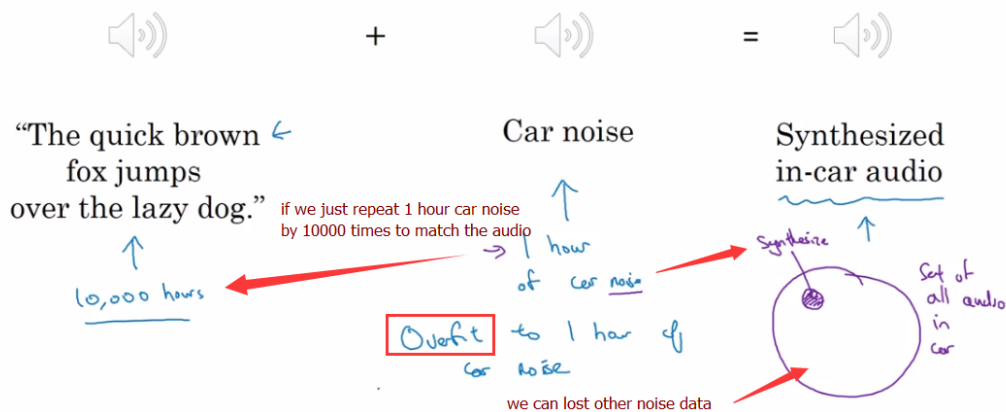 +
=
“The quick brown
fox jumps
over the lazy dog.”
Car noise
Synthesized
in-car audio
if we just repeat 1 hour car noise
by 10000 times to match the audio
10,000 hours
1 hour
of car noise
Overfit to 1 hour of
car noise
Synthesize
Set of
all audio
in
car
we can lost other noise data